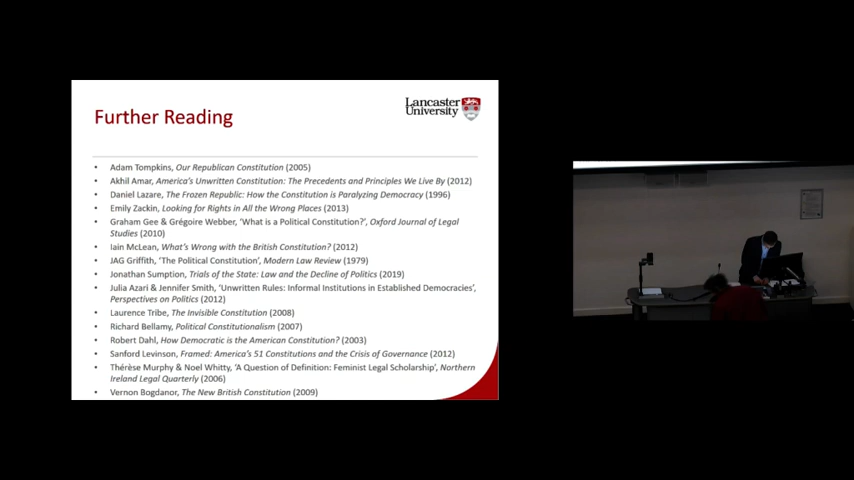 Further Reading
Lancaster
University
• Adam Tompkins, Our Republican Constitution (2005)
• Akhil Amar, America's Unwritten Constitution: The Precedents and Principles We Live By (2012)
• Daniel Lazare, The Frozen Republic: How the Constitution is Paralyzing Democracy (1996)
• Emily Zackin, Looking for Rights in All the Wrong Places (2013)
• Graham Gee & Grégoire Webber, 'What is a Political Constitution?', Oxford Journal of Legal
Studies (2010)
• Iain McLean, What's Wrong with the British Constitution? (2012)
• JAG Griffith, 'The Political Constitution', Modern Law Review (1979)
• Jonathan Sumption, Trials of the State: Law and the Decline of Politics (2019)
• Julia Azari & Jennifer Smith, 'Unwritten Rules: Informal Institutions in Established Democracies',
Perspectives on Politics (2012)
• Laurence Tribe, The Invisible Constitution (2008)
• Richard Bellamy, Political Constitutionalism (2007)
• Robert Dahl, How Democratic is the American Constitution? (2003)
• Sanford Levinson, Framed: America's 51 Constitutions and the Crisis of Governance (2012)
• Thérèse Murphy & Noel Whitty, 'A Question of Definition: Feminist Legal Scholarship', Northern
Ireland Legal Quarterly (2006)
• Vernon Bogdanor, The New British Constitution (2009)